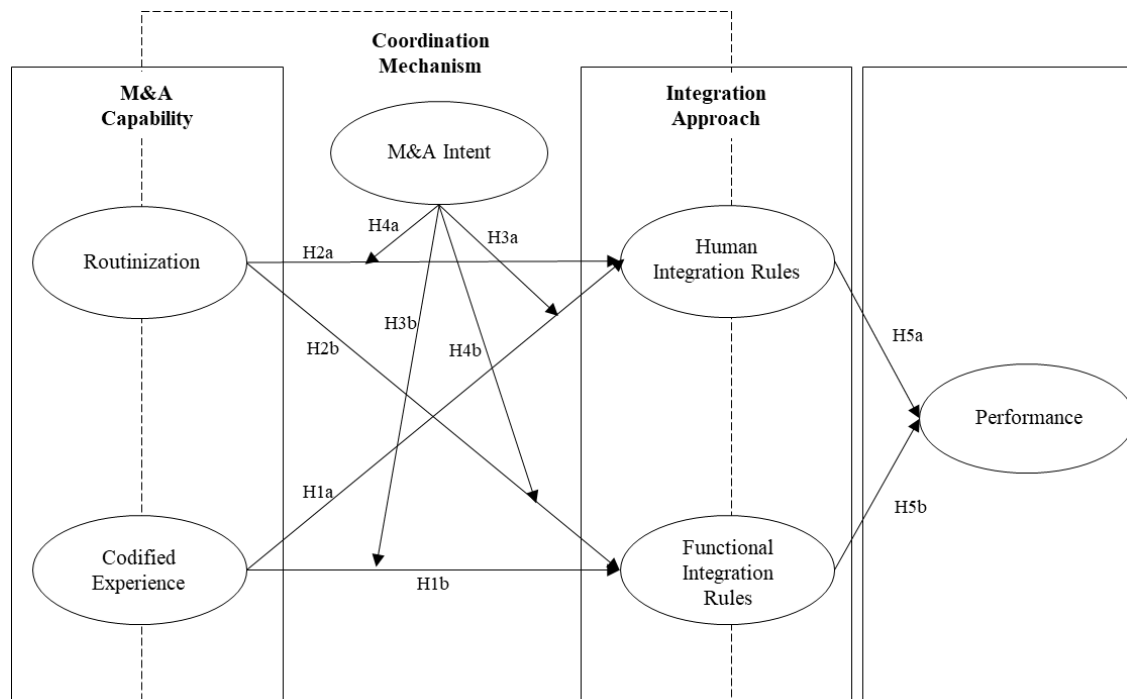 Coordination
Mechanism
M&A
Capability
Integration
Approach
M&A Intent
H4a
H3a
H2a
Routinization
Human
Integration Rules
H3b
H2b
H4b
H5a
Performance
H1a
H5b
Codified
Experience
H1b
Functional
Integration
Rules